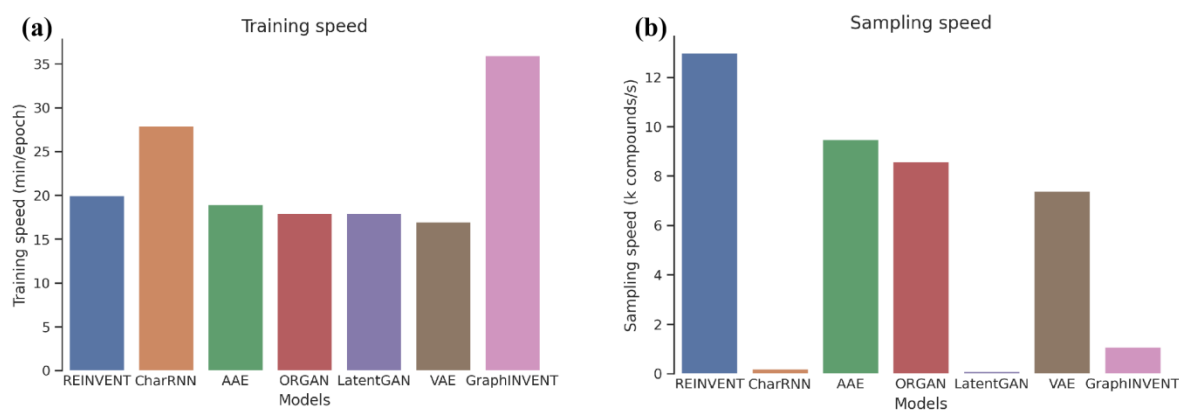 (a)
Training speed
Training speed (min/epoch)
35
30
25
20
15
10
5
0
REINVENT CharRNN AAE ORGAN LatentGAN VAE GraphINVENT
Models
(b)
Sampling speed
Sampling speed (k compounds/s)
12
10
8
6
4
2
0
REINVENT CharRNN AAE ORGAN LatentGAN VAE GraphINVENT
Models